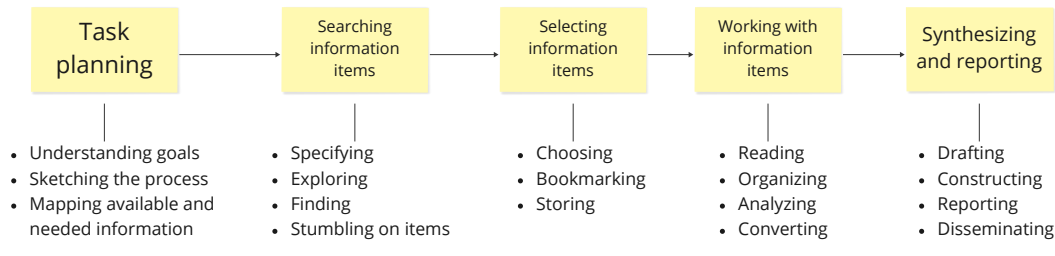 Task
planning
Searching
information
items
Selecting
information
items
Working with
information
items
Synthesizing
and reporting
• Understanding goals
• Sketching the process
• Mapping available and
needed information
• Specifying
• Exploring
• Finding
• Stumbling on items
• Choosing
• Bookmarking
• Storing
• Reading
• Organizing
• Analyzing
• Converting
• Drafting
• Constructing
• Reporting
• Disseminating